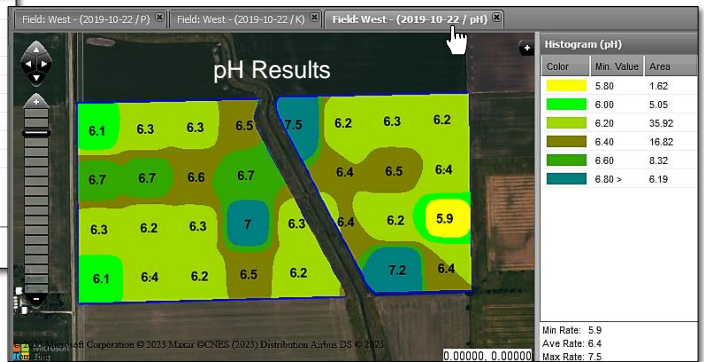 Field: West - (2019-10-22 / P)
Field: West - (2019-10-22 / K)
Field: West - (2019-10-22 / pH)
pH Results
6.1 6.3 6.3 6.5 7.5 6.2 6.3 6.2
6.7 6.7 6.6 6.7 6.4 6.5 6.4
6.3 6.2 6.3 7 6.3 6.4 6.2 5.9
6.1 6.4 6.2 6.5 6.2 7.2 6.4
Histogram (pH)
Color Min. Value Area
5.80 1.62
6.00 5.05
6.20 35.92
6.40 16.82
6.60 8.32
6.80 > 6.19
Min Rate: 5.9
Ave Rate: 6.4
Max Rate: 7.5
Corporation © 2023 Maxar ©CNES (2023) Distribution Airbus DS © 2023
TomTom
0.00000, 0.00000